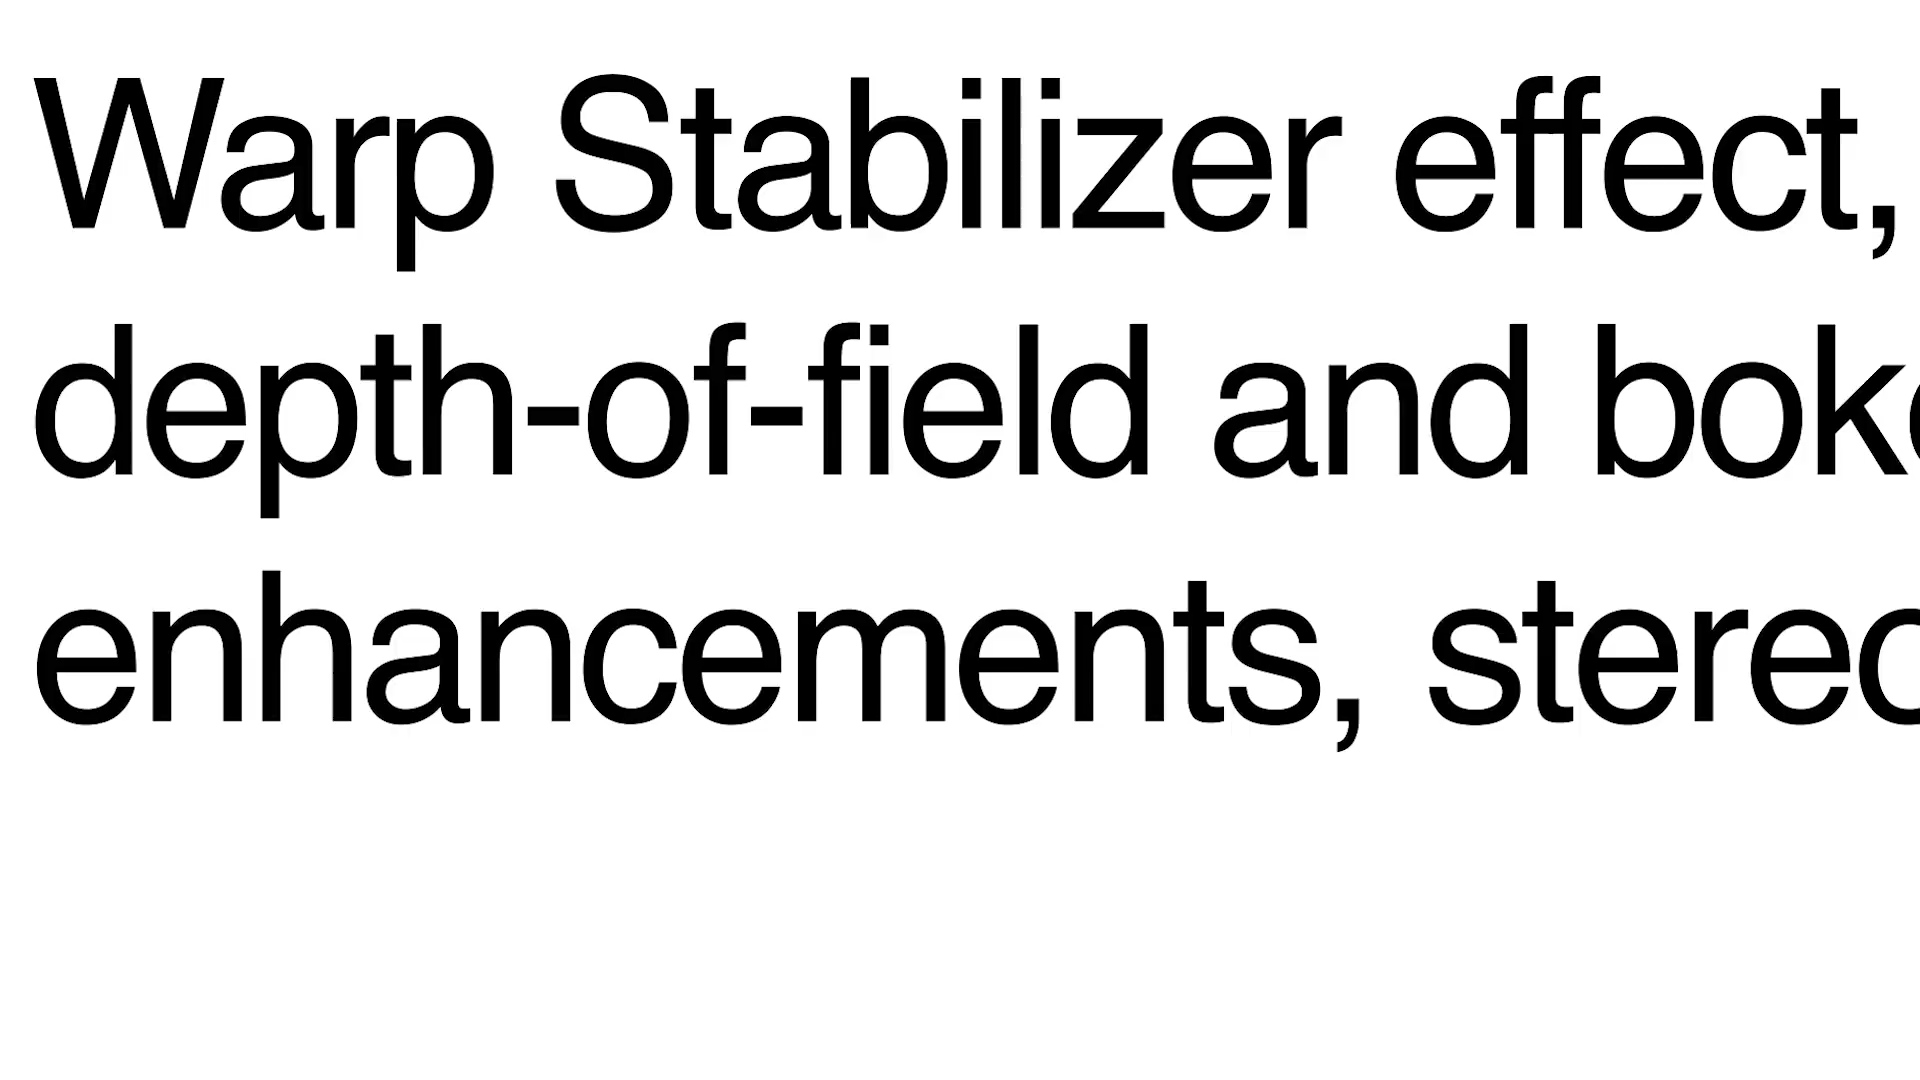 Warp Stabilizer effect,
depth-of-field and
enhancements,